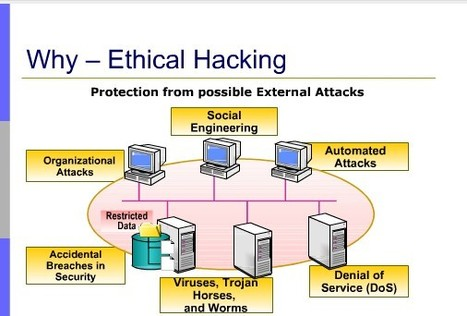 Why – Ethical Hacking
Protection from possible External Attacks
Social
Engineering
Organizational
Attacks
Automated
Attacks
Restricted
Data
Accidental
Breaches in
Security
Viruses, Trojan
Horses,
and Worms
Denial of
Service (DoS)